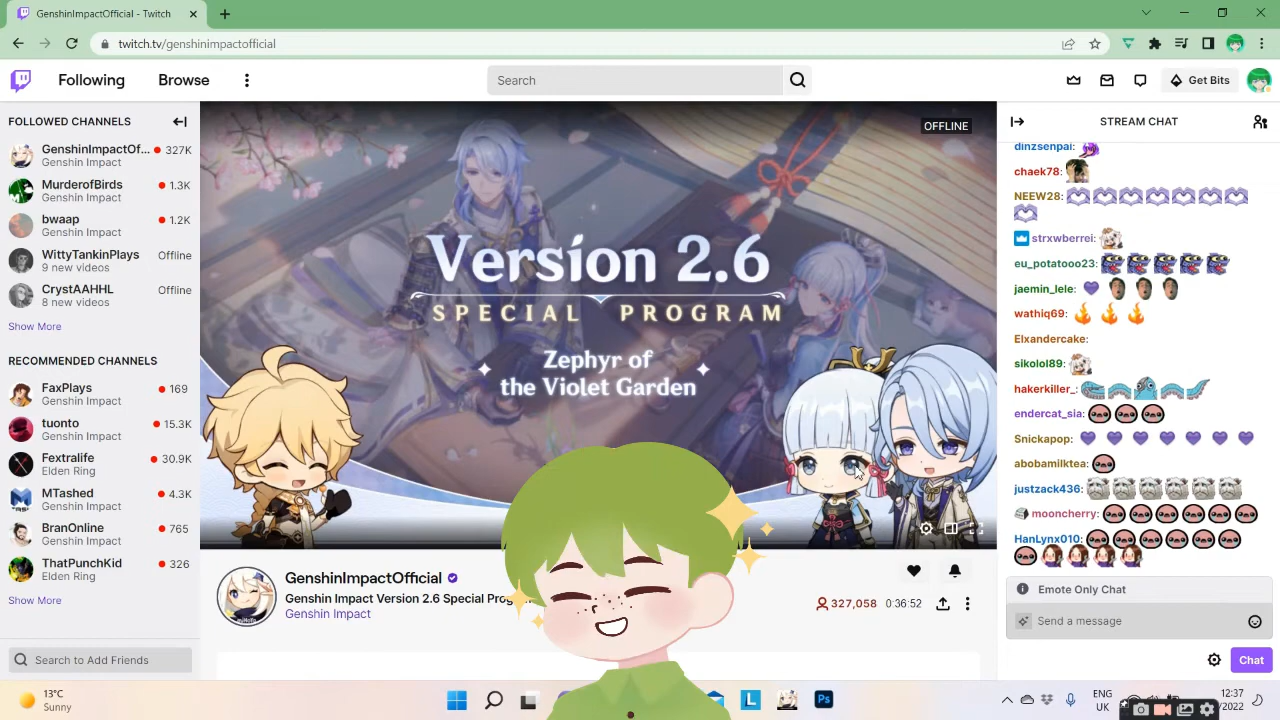 GenshinImpactOfficial - Twitch
twitch.tv/genshinimpactofficial
Following
Browse
Search
Get Bits
FOLLOWED CHANNELS
GenshinImpactOf...
327K
Genshin Impact
MurderofBirds
1.3K
Genshin Impact
bwaap
1.2K
Genshin Impact
WittyTankinPlays
Offline
9 new videos
CrystAAHHL
Offline
8 new videos
Show More
RECOMMENDED CHANNELS
FaxPlays
169
Genshin Impact
tuonto
15.3K
Genshin Impact
Fextralife
30.9K
Elden Ring
MTashed
4.3K
Elden Ring
BranOnline
765
Elden Ring
ThatPunchKid
326
Elden Ring
Show More
Search to Add Friends
OFFLINE
Version 2.6
SPECIAL PROGRAM
Zephyr of
the Violet Garden
GenshinImpactOfficial
Genshin Impact Version 2.6 Special
Genshin Impact
327,058
0:36:52
STREAM CHAT
dinzsenpai:
chaek78:
NEEW28:
strxwberrei:
eu_potatooo23:
jaemin_lele:
wathiq69:
Elxandercake:
sikolol89:
hakerkiller_:
endercat_sia:
Snickapop:
abobamilktea:
justzack436:
mooncherry:
HanLynx010:
Emote Only Chat
Send a message
Chat
13°C
Sunny
L
Ps
ENG
UK
12:37
/2022